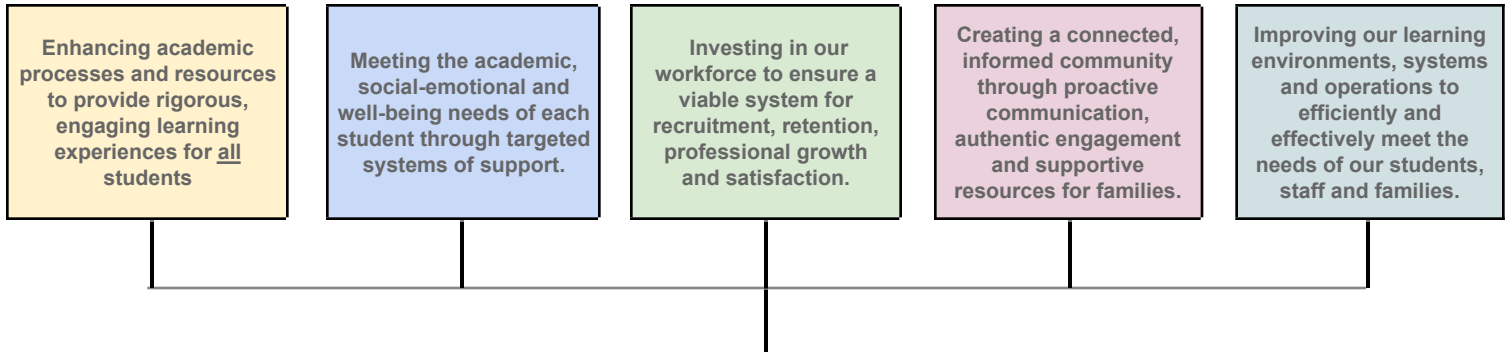 Enhancing academic
processes and resources
to provide rigorous,
engaging learning
experiences for all
students
Meeting the academic,
social-emotional and
well-being needs of each
student through targeted
systems of support.
Investing in our
workforce to ensure a
viable system for
recruitment, retention,
professional growth
and satisfaction.
Creating a connected,
informed community
through proactive
communication,
authentic engagement
and supportive
resources for families.
Improving our learning
environments, systems
and operations to
efficiently and
effectively meet the
needs of our students,
staff and families.